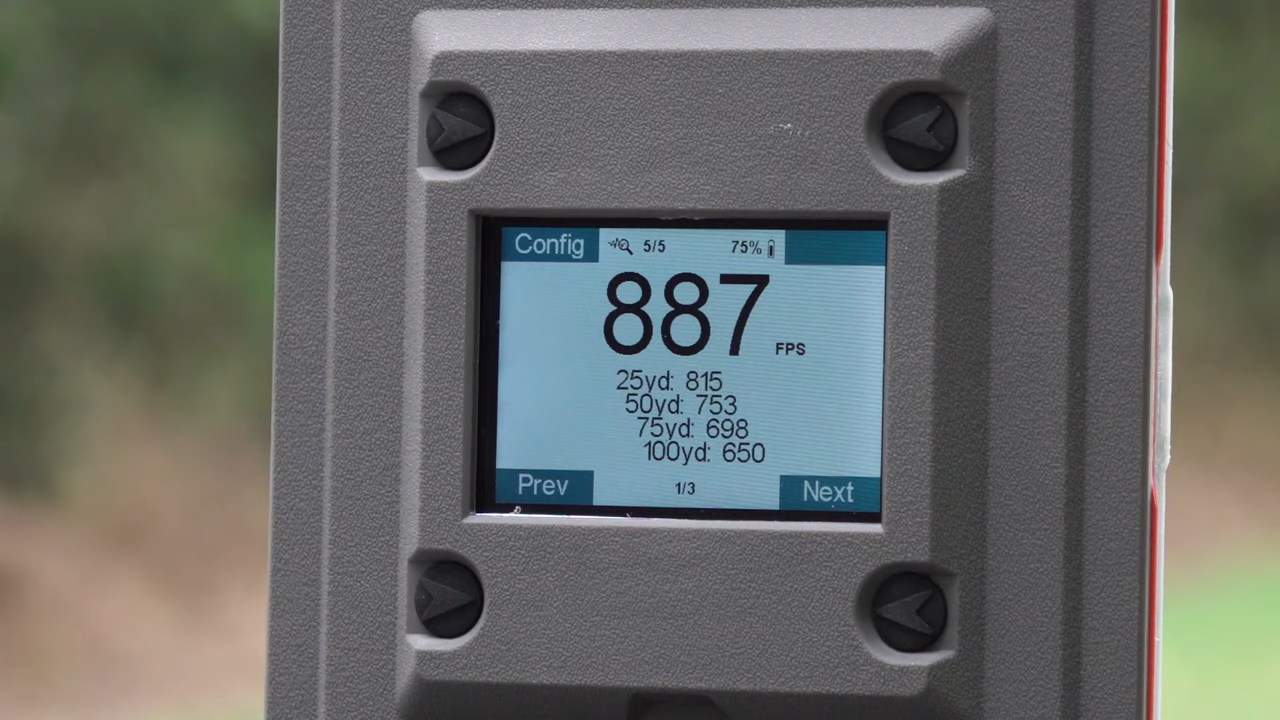 Config 5/5 75%
887 FPS
25yd: 815
50yd: 753
75yd: 698
100yd: 650
Prev 1/3 Next